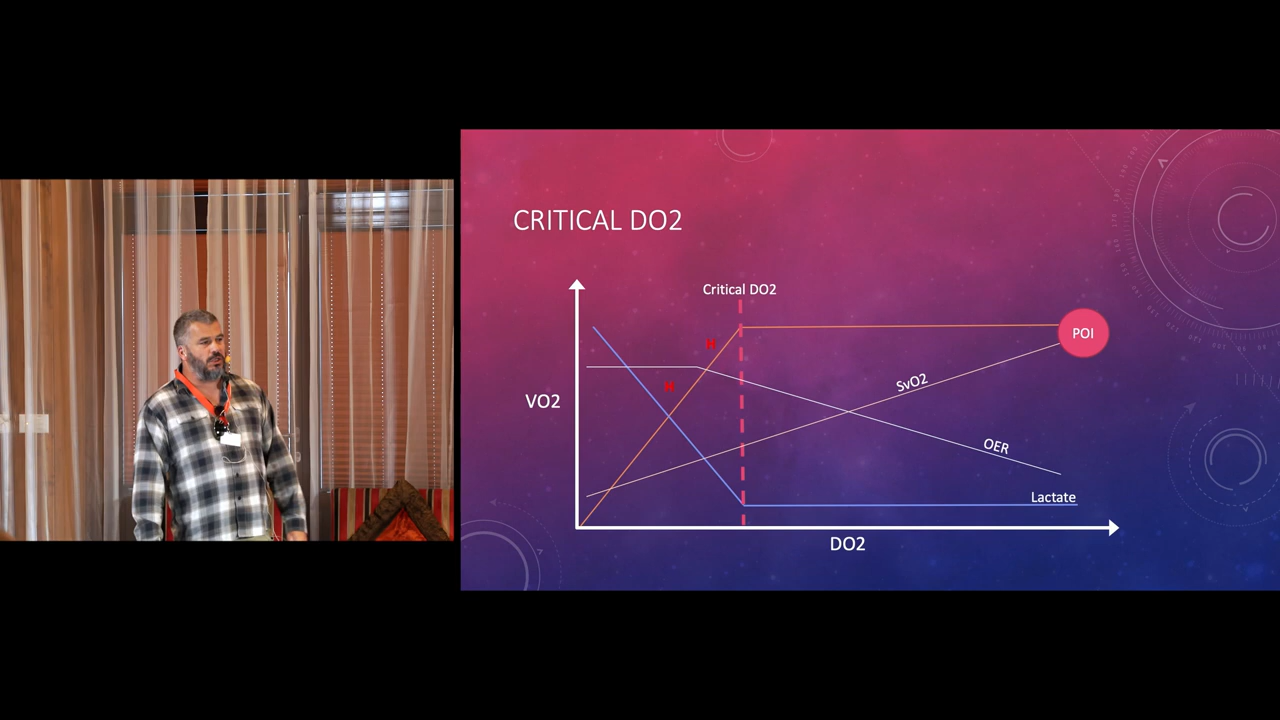 CRITICAL DO2
Critical DO2
POI
H
H
SvO2
VO2
OER
Lactate
DO2